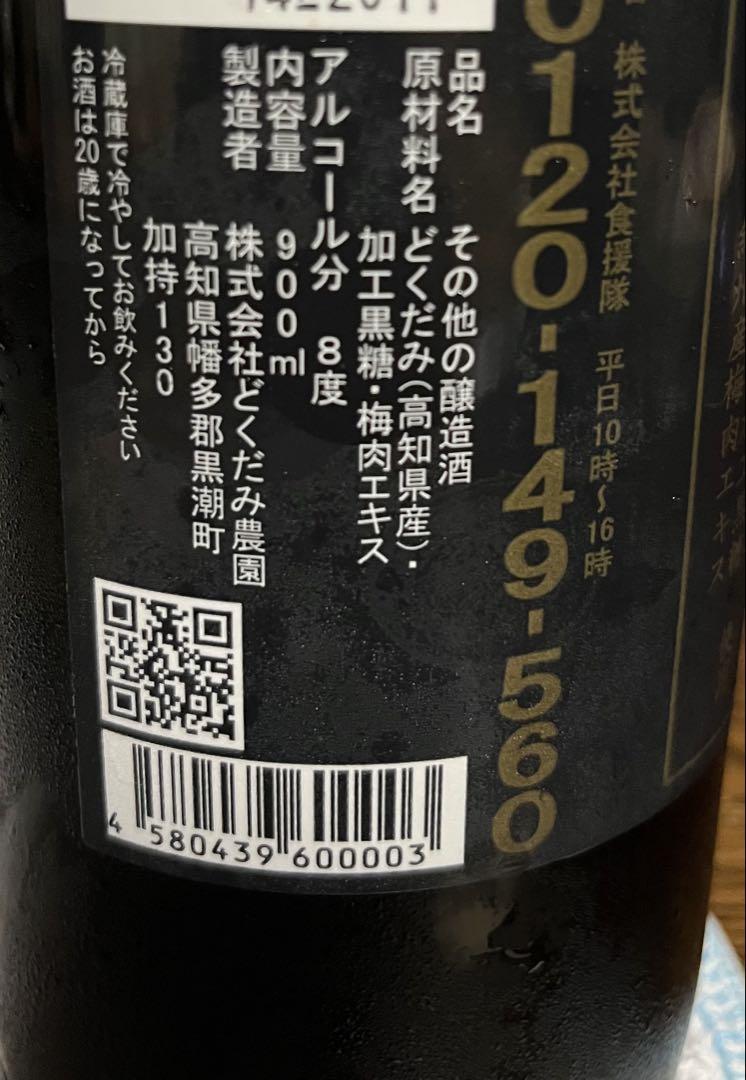 株式会社食援隊 平日10時～16時
0120-149-560
品名 その他の醸造酒
原材料名 どくだみ(高知県産)・
加工黒糖・梅肉エキス
アルコール分 8度
内容量 900ml
製造者 株式会社どくだみ農園
高知県幡多郡黒潮町
加持130
冷蔵庫で冷やしてお飲みください
お酒は20歳になってから
4 580439 600003